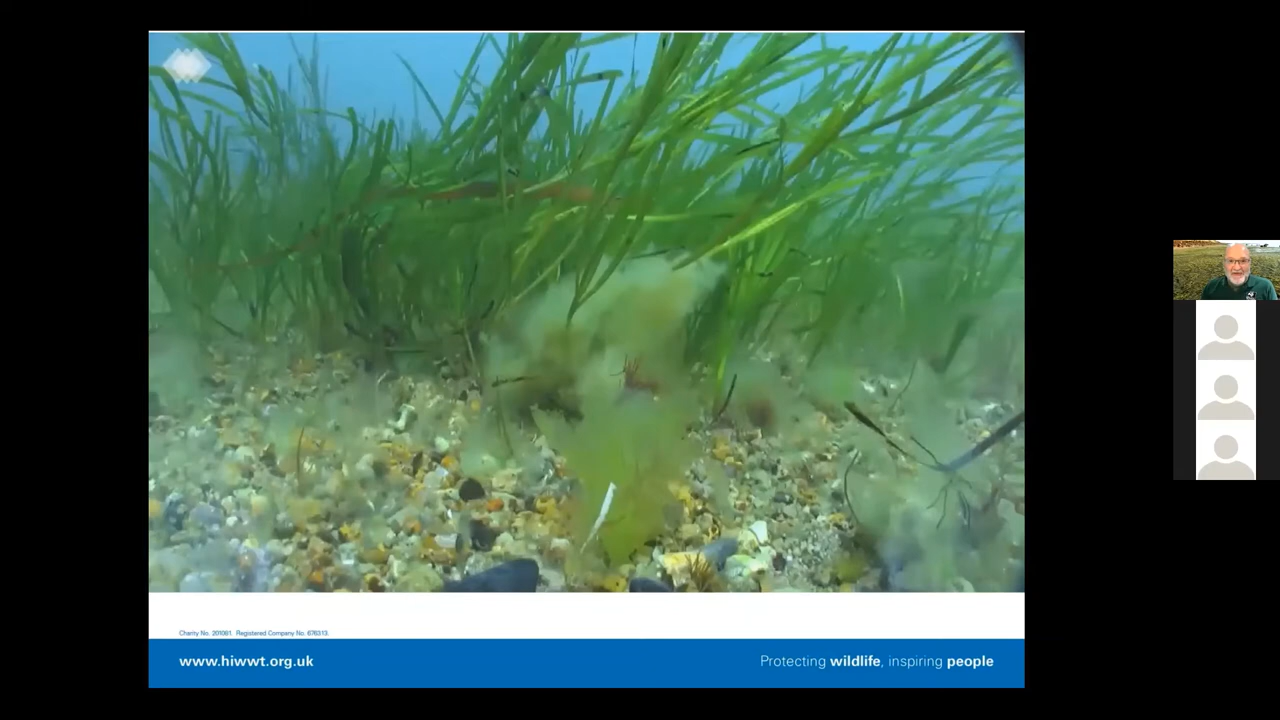 Charity No. 201081. Registered Company No. 676313.
www.hiwwt.org.uk
Protecting wildlife, inspiring people